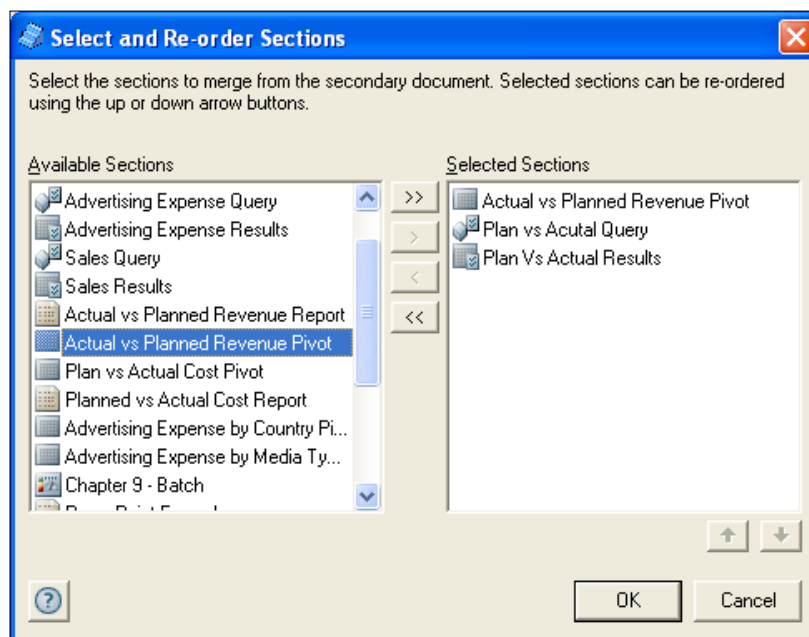 Select and Re-order Sections
Select the sections to merge from the secondary document. Selected sections can be re-ordered
using the up or down arrow buttons.
Available Sections
Advertising Expense Query
Advertising Expense Results
Sales Query
Sales Results
Actual vs Planned Revenue Report
Actual vs Planned Revenue Pivot
Plan vs Actual Cost Pivot
Planned vs Actual Cost Report
Advertising Expense by Country Pi...
Advertising Expense by Media Ty...
Chapter 9 - Batch
>>
>
<
<<
Selected Sections
Actual vs Planned Revenue Pivot
Plan vs Acutal Query
Plan Vs Actual Results
?
OK
Cancel